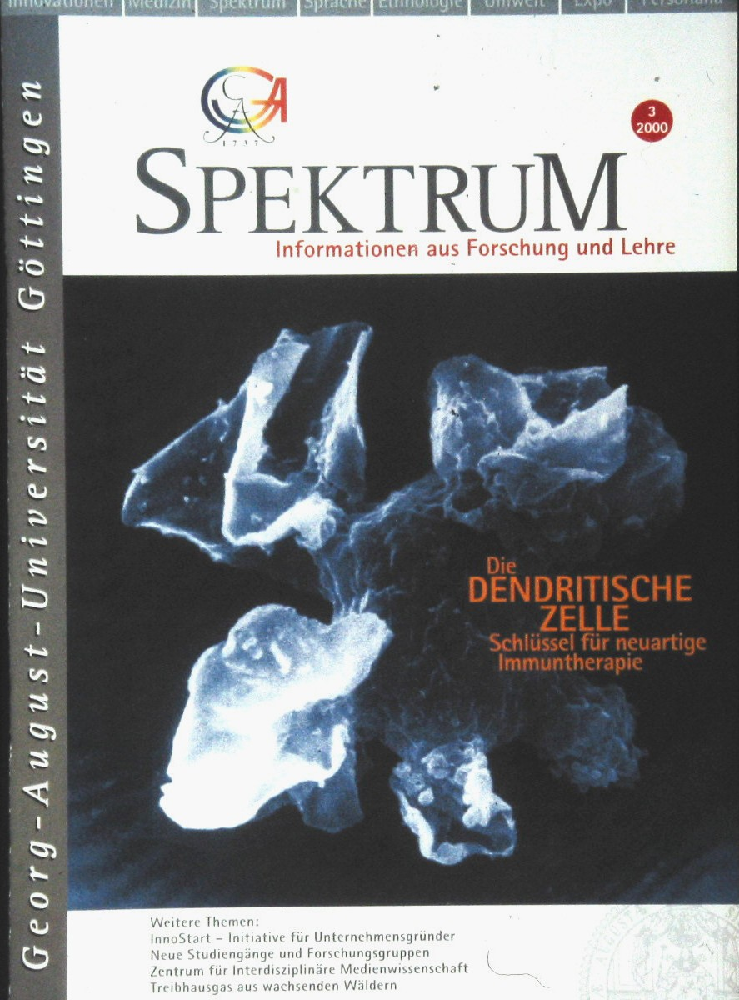 Innovationen Medizin Spektrum Sprache Ethnologie Umwelt Expo Personalia
Georg-August-Universität Göttingen
GA
GA
1737
3
2000
SPEKTRUM
Informationen aus Forschung und Lehre
Die
DENDRITISCHE
ZELLE
Schlüssel für neuartige
Immuntherapie
Weitere Themen:
InnoStart – Initiative für Unternehmensgründer
Neue Studiengänge und Forschungsgruppen
Zentrum für Interdisziplinäre Medienwissenschaft
Treibhausgas aus wachsenden Wäldern